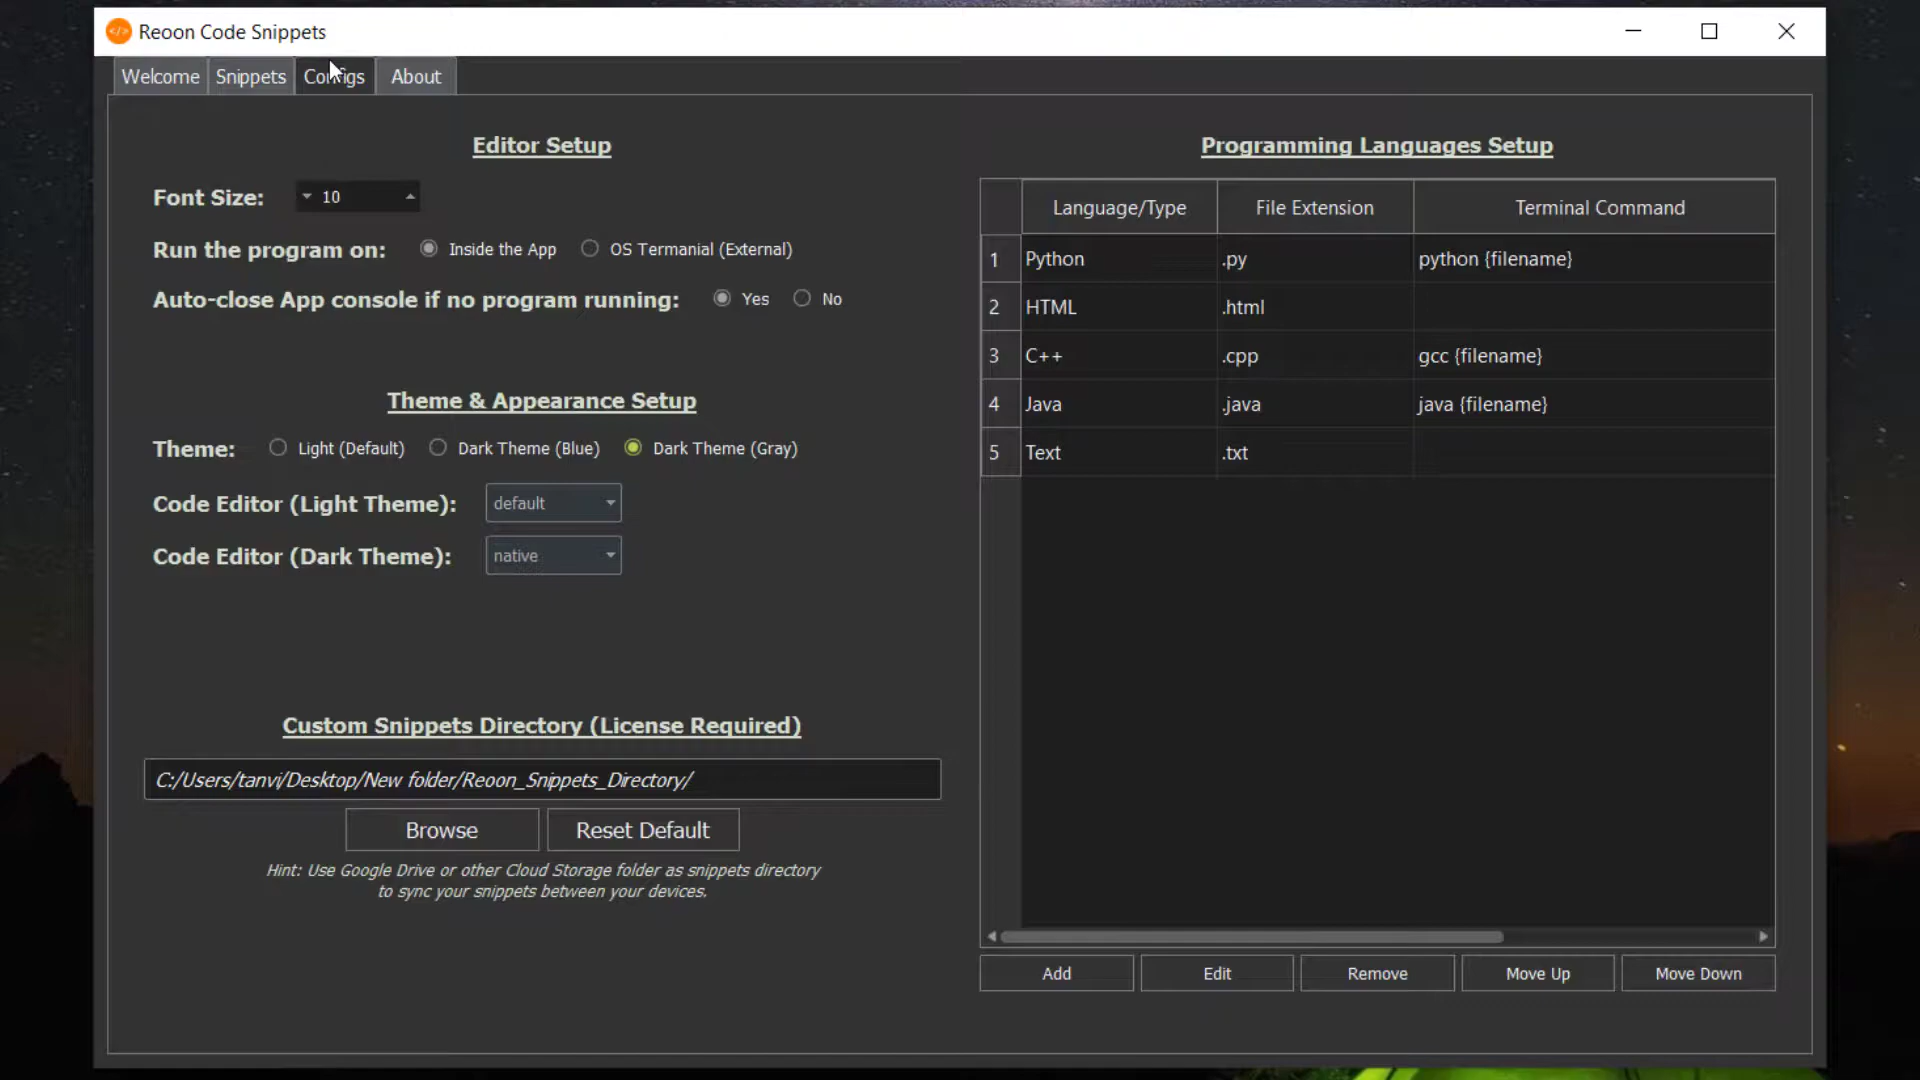 Reoon Code Snippets
Welcome Snippets Configs About
Editor Setup
Font Size: 10
Run the program on: Inside the App OS Termanial (External)
Auto-close App console if no program running: Yes No
Theme & Appearance Setup
Theme: Light (Default) Dark Theme (Blue) Dark Theme (Gray)
Code Editor (Light Theme): default
Code Editor (Dark Theme): native
Custom Snippets Directory (License Required)
C:/Users/tanvi/Desktop/New folder/Reoon_Snippets_Directory/
Browse Reset Default
Hint: Use Google Drive or other Cloud Storage folder as snippets directory
to sync your snippets between your devices.
Programming Languages Setup
Language/Type File Extension Terminal Command
1 Python .py python {filename}
2 HTML .html
3 C++ .cpp gcc {filename}
4 Java .java java {filename}
5 Text .txt
Add Edit Remove Move Up Move Down